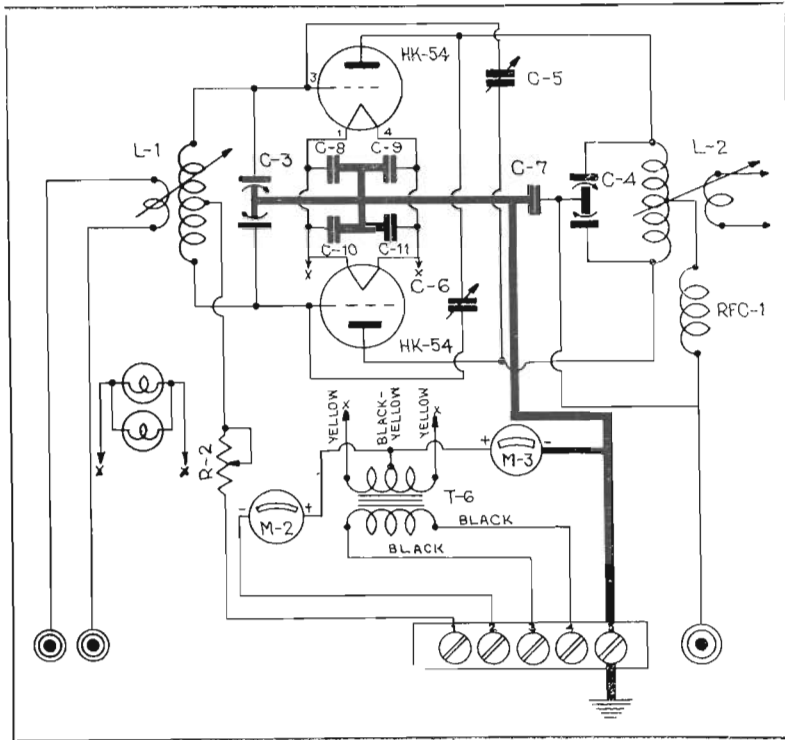 HK-54
3
C-5
1
4
L-1
C-8
C-9
L-2
C-3
C-7
C-4
C-10
C-11
X
X
C-6
RFC-1
HK-54
YELLOW
X
BLACK-YELLOW
YELLOW
X
+
-
M-3
X
X
R-2
T-6
-
+
M-2
BLACK
BLACK
1
2
3
4
5